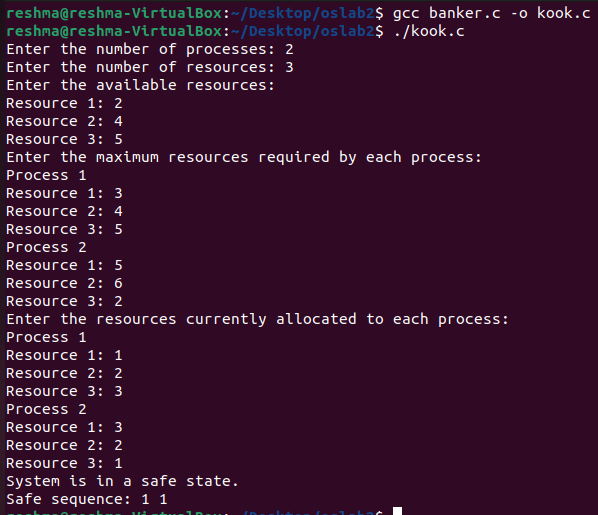 reshma@reshma-VirtualBox:~/Desktop/oslab2$ gcc banker.c -o kook.c
reshma@reshma-VirtualBox:~/Desktop/oslab2$ ./kook.c
Enter the number of processes: 2
Enter the number of resources: 3
Enter the available resources:
Resource 1: 2
Resource 2: 4
Resource 3: 5
Enter the maximum resources required by each process:
Process 1
Resource 1: 3
Resource 2: 4
Resource 3: 5
Process 2
Resource 1: 5
Resource 2: 6
Resource 3: 2
Enter the resources currently allocated to each process:
Process 1
Resource 1: 1
Resource 2: 2
Resource 3: 3
Process 2
Resource 1: 3
Resource 2: 2
Resource 3: 1
System is in a safe state.
Safe sequence: 1 1
reshma@reshma-VirtualBox:~/Desktop/oslab2$